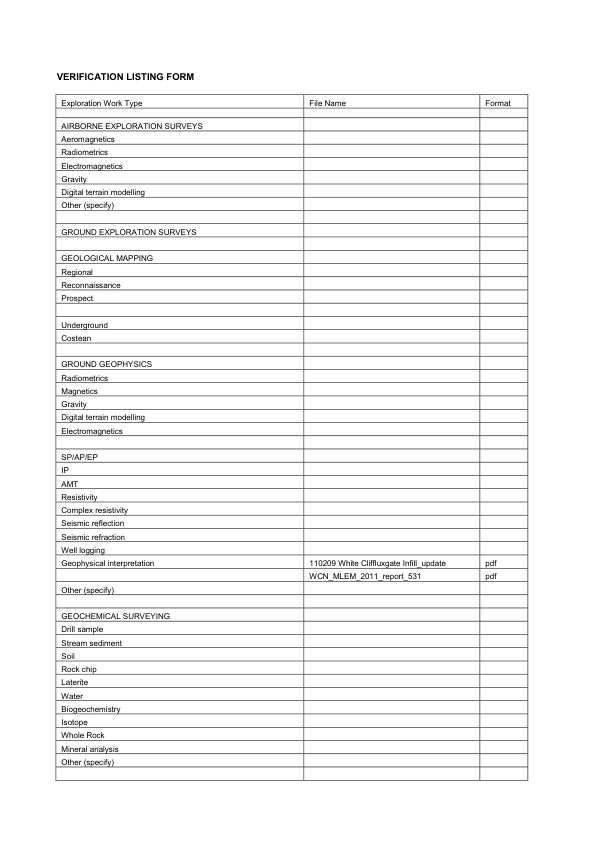 VERIFICATION LISTING FORM
Exploration Work Type File Name Format
AIRBORNE EXPLORATION SURVEYS
Aeromagnetics
Radiometrics
Electromagnetics
Gravity
Digital terrain modelling
Other (specify)
GROUND EXPLORATION SURVEYS
GEOLOGICAL MAPPING
Regional
Reconnaissance
Prospect
Underground
Costean
GROUND GEOPHYSICS
Radiometrics
Magnetics
Gravity
Digital terrain modelling
Electromagnetics
SP/AP/EP
IP
AMT
Resistivity
Complex resistivity
Seismic reflection
Seismic refraction
Well logging
Geophysical interpretation 110209 White Cliffluxgate Infill_update pdf
WCN_MLEM_2011_report_531 pdf
Other (specify)
GEOCHEMICAL SURVEYING
Drill sample
Stream sediment
Soil
Rock chip
Laterite
Water
Biogeochemistry
Isotope
Whole Rock
Mineral analysis
Other (specify)